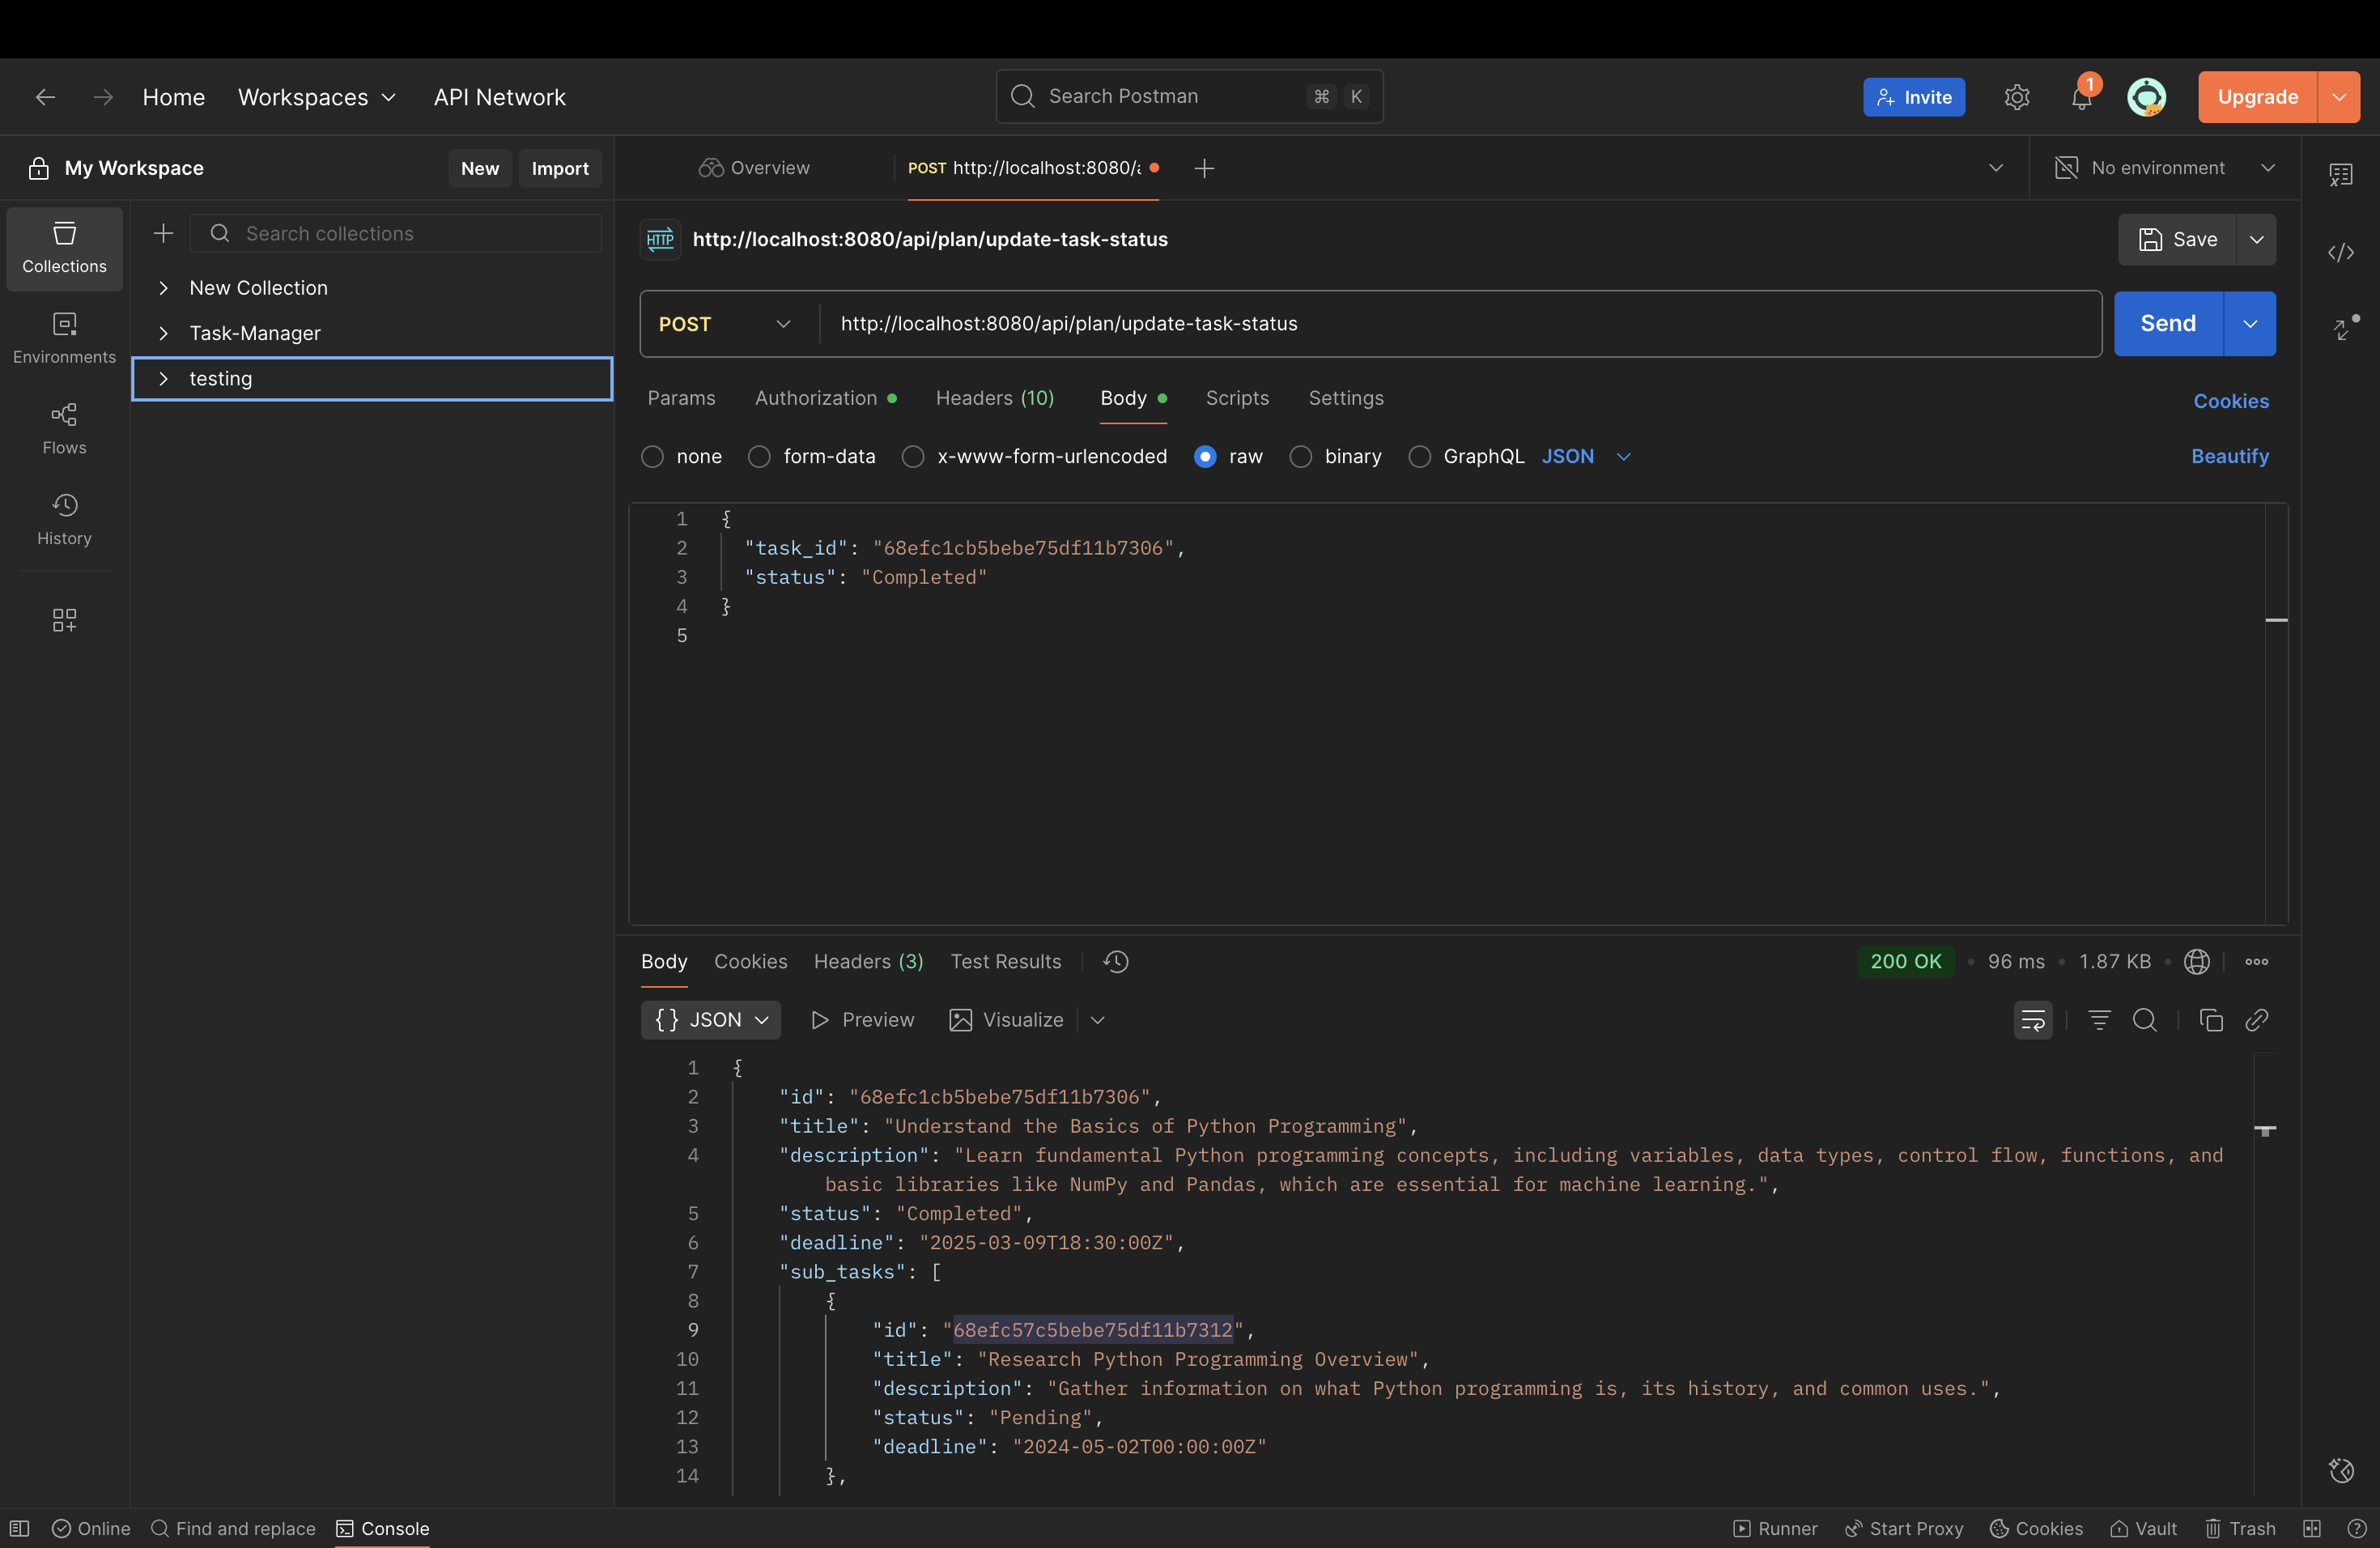 Home
Workspaces
API Network
Search Postman
⌘
K
Invite
1
Upgrade
My Workspace
New
Import
Overview
POST http://localhost:8080/a
No environment
Collections
Environments
Flows
History
Search collections
New Collection
Task-Manager
testing
HTTP
http://localhost:8080/api/plan/update-task-status
Save
POST
http://localhost:8080/api/plan/update-task-status
Send
Params
Authorization
Headers (10)
Body
Scripts
Settings
Cookies
none
form-data
x-www-form-urlencoded
raw
binary
GraphQL
JSON
Beautify
1 {
2 "task_id": "68efc1cb5bebe75df11b7306",
3 "status": "Completed"
4 }
5
Body
Cookies
Headers (3)
Test Results
200 OK
96 ms
1.87 KB
{ } JSON
Preview
Visualize
1 {
2 "id": "68efc1cb5bebe75df11b7306",
3 "title": "Understand the Basics of Python Programming",
4 "description": "Learn fundamental Python programming concepts, including variables, data types, control flow, functions, and
basic libraries like NumPy and Pandas, which are essential for machine learning.",
5 "status": "Completed",
6 "deadline": "2025-03-09T18:30:00Z",
7 "sub_tasks": [
8 {
9 "id": "68efc57c5bebe75df11b7312",
10 "title": "Research Python Programming Overview",
11 "description": "Gather information on what Python programming is, its history, and common uses.",
12 "status": "Pending",
13 "deadline": "2024-05-02T00:00:00Z"
14 },
Online
Find and replace
Console
Runner
Start Proxy
Cookies
Vault
Trash